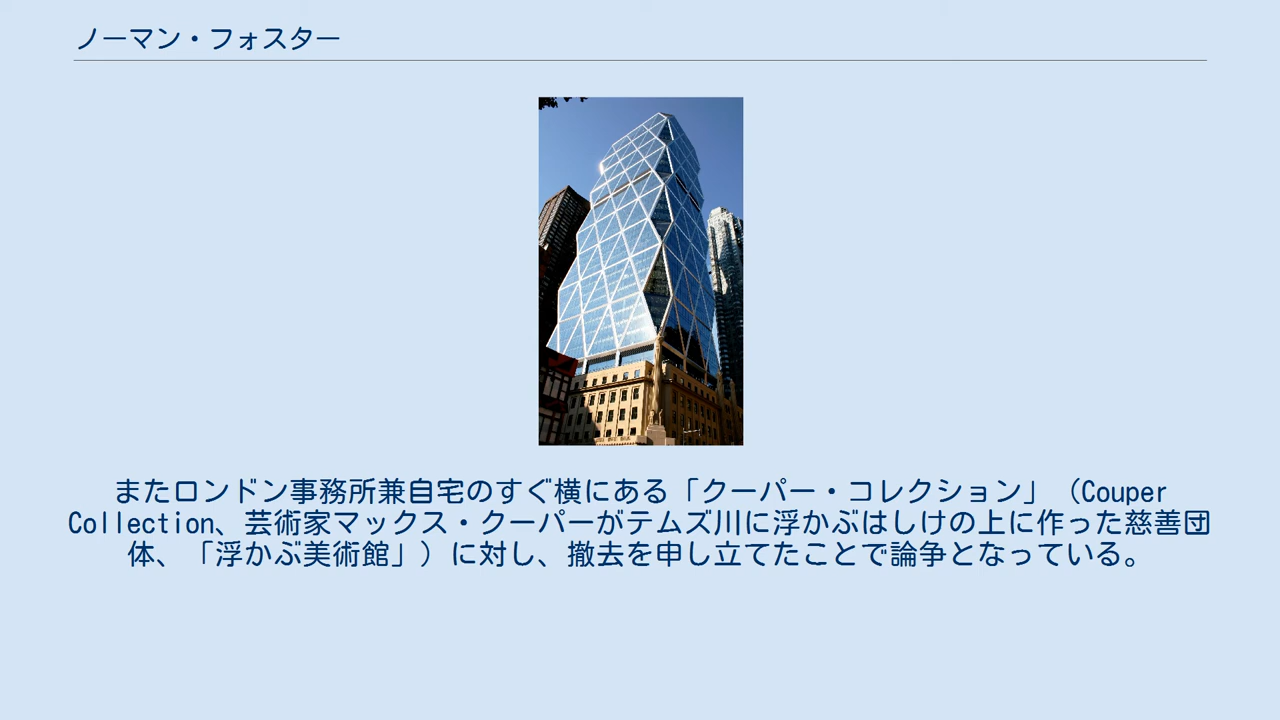 ノーマン・フォスター
またロンドン事務所兼自宅のすぐ横にある「クーパー・コレクション」（Couper
Collection、芸術家マックス・クーパーがテムズ川に浮かぶはしけの上に作った慈善団
体、「浮かぶ美術館」）に対し、撤去を申し立てたことで論争となっている。